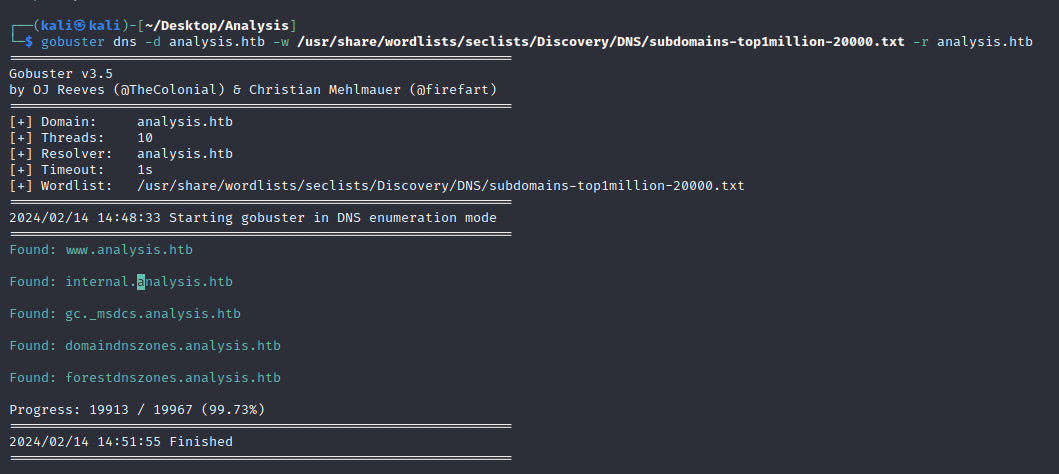 ┌──(kali㉿kali)-[~/Desktop/Analysis]
└─$ gobuster dns -d analysis.htb -w /usr/share/wordlists/seclists/Discovery/DNS/subdomains-top1million-20000.txt -r analysis.htb
===============================================================
Gobuster v3.5
by OJ Reeves (@TheColonial) & Christian Mehlmauer (@firefart)
===============================================================
[+] Domain:     analysis.htb
[+] Threads:    10
[+] Resolver:   analysis.htb
[+] Timeout:    1s
[+] Wordlist:   /usr/share/wordlists/seclists/Discovery/DNS/subdomains-top1million-20000.txt
===============================================================
2024/02/14 14:48:33 Starting gobuster in DNS enumeration mode
===============================================================
Found: www.analysis.htb
Found: internal.analysis.htb
Found: gc._msdcs.analysis.htb
Found: domaindnszones.analysis.htb
Found: forestdnszones.analysis.htb
Progress: 19913 / 19967 (99.73%)
===============================================================
2024/02/14 14:51:55 Finished
===============================================================